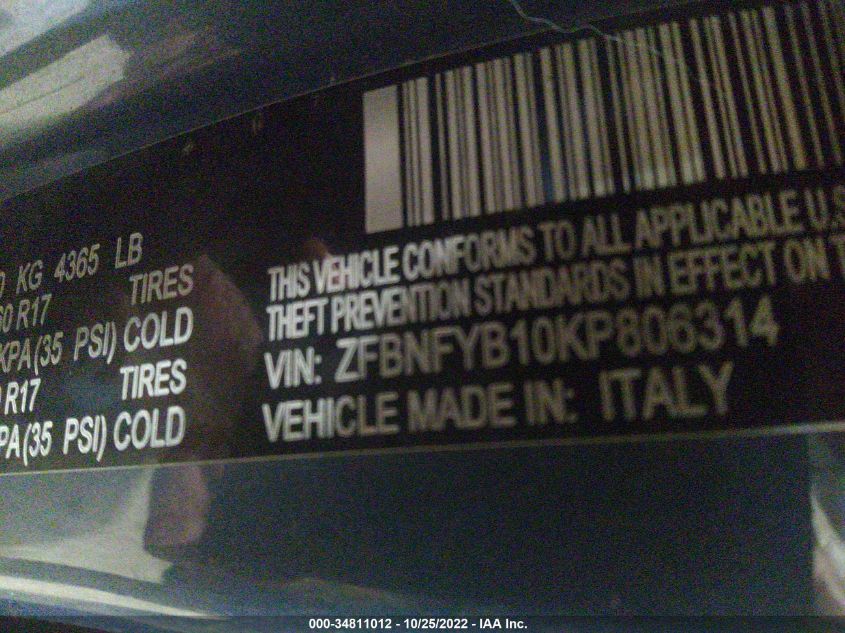 KG 4365 LB
R17 TIRES
KPA(35 PSI) COLD
R17 TIRES
KPA(35 PSI) COLD
THIS VEHICLE CONFORMS TO ALL APPLICABLE U.S
THEFT PREVENTION STANDARDS IN EFFECT ON T
VIN: ZFBNFYB10KP806314
VEHICLE MADE IN: ITALY
000-34811012 - 10/25/2022 - IAA Inc.